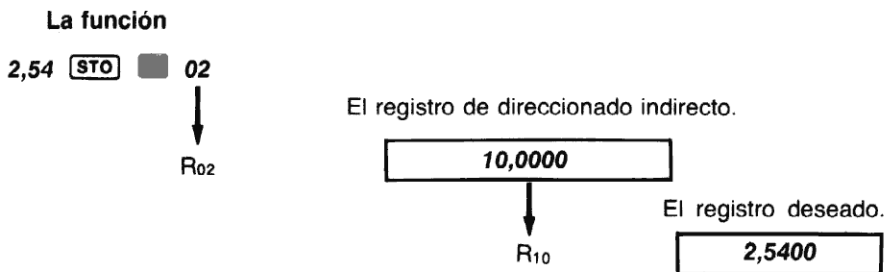 La función
2,54 STO 02
El registro de direccionado indirecto.
R02
10,0000
El registro deseado.
R10
2,5400